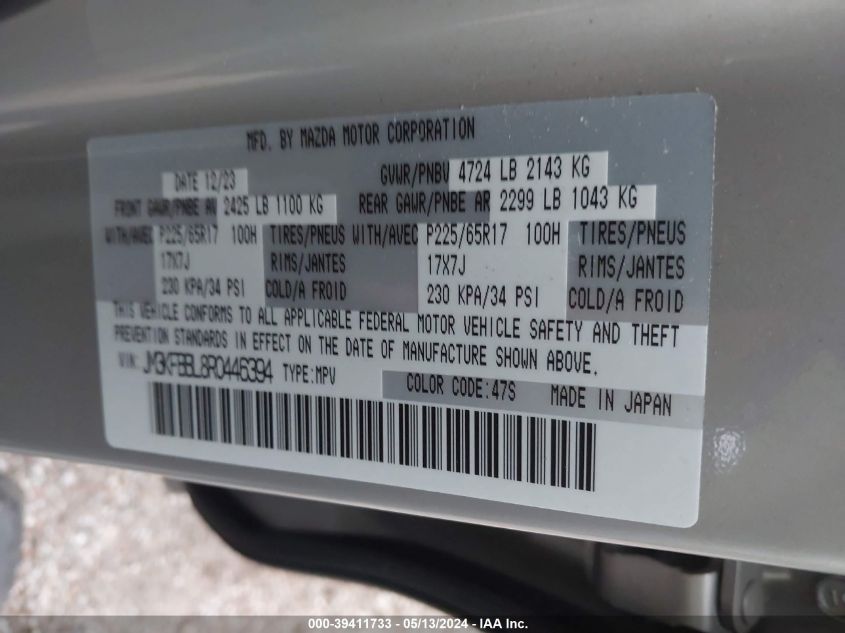 MFD. BY MAZDA MOTOR CORPORATION
DATE 12/23 GVWR/PNBV 4724 LB 2143 KG
FRONT GAWR/PNBE AV 2425 LB 1100 KG REAR GAWR/PNBE AR 2299 LB 1043 KG
WITH/AVEC P225/65R17 100H TIRES/PNEUS WITH/AVEC P225/65R17 100H TIRES/PNEUS
17X7J RIMS/JANTES 17X7J RIMS/JANTES
230 KPA/34 PSI COLD/A FROID 230 KPA/34 PSI COLD/A FROID
THIS VEHICLE CONFORMS TO ALL APPLICABLE FEDERAL MOTOR VEHICLE SAFETY AND THEFT
PREVENTION STANDARDS IN EFFECT ON THE DATE OF MANUFACTURE SHOWN ABOVE.
VIN: JM3KFBBL8R0446394 TYPE:MPV COLOR CODE:47S MADE IN JAPAN
000-39411733 - 05/13/2024 - IAA Inc.